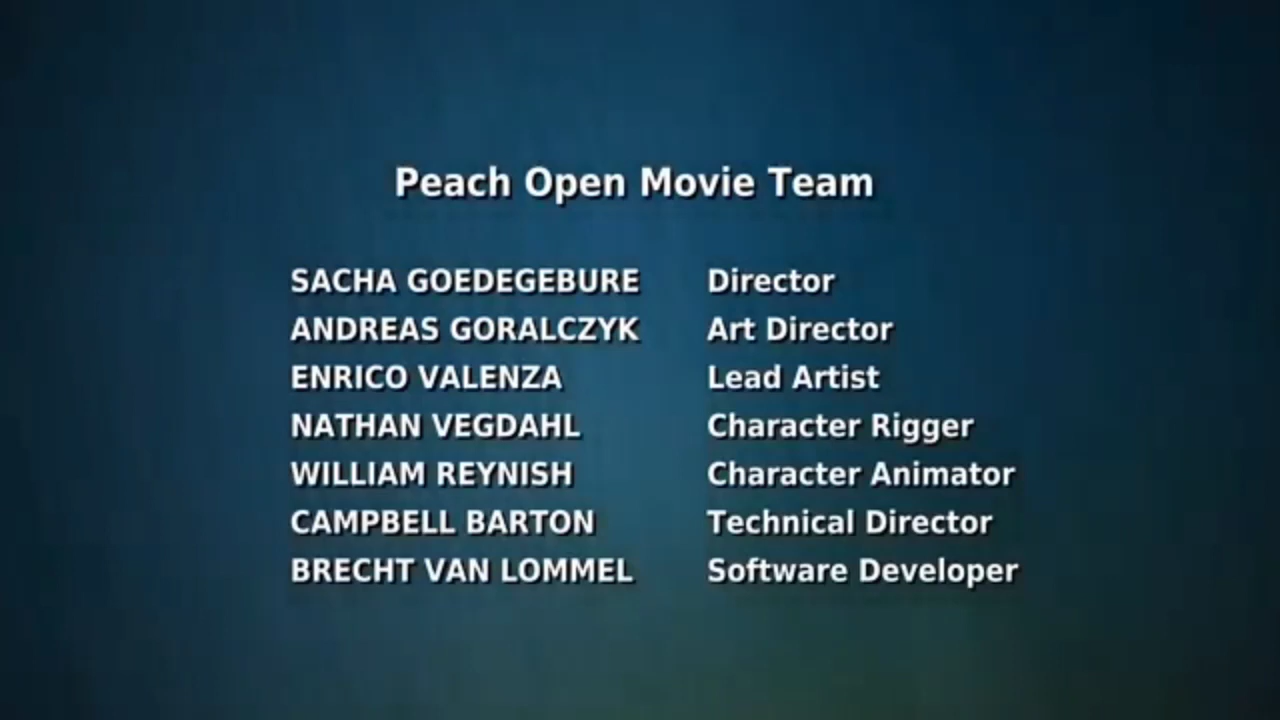 Peach Open Movie Team
SACHA GOEDEGEBURE Director
ANDREAS GORALCZYK Art Director
ENRICO VALENZA Lead Artist
NATHAN VEGDAHL Character Rigger
WILLIAM REYNISH Character Animator
CAMPBELL BARTON Technical Director
BRECHT VAN LOMMEL Software Developer